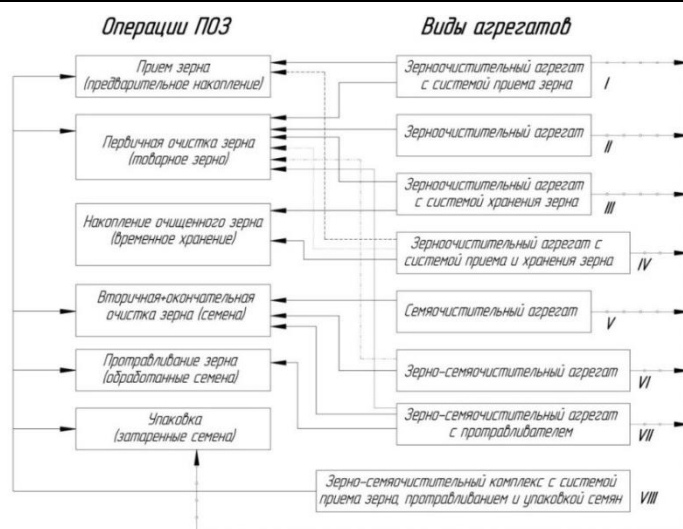 Операции ПОЗ
Виды агрегатов
Прием зерна
(предварительное накопление)
Первичная очистка зерна
(товарное зерно)
Накопление очищенного зерна
(временное хранение)
Вторичная+окончательная
очистка зерна (семена)
Протравливание зерна
(обработанные семена)
Упаковка
(затаренные семена)
Зерноочистительный агрегат
с системой приема зерна
I
Зерноочистительный агрегат
II
Зерноочистительный агрегат
с системой хранения зерна
III
Зерноочистительный агрегат с
системой приема и хранения зерна
IV
Семяочистительный агрегат
V
Зерно-семяочистительный агрегат
VI
Зерно-семяочистительный агрегат
с протравливателем
VII
Зерно-семяочистительный комплекс с системой
приема зерна, протравливанием и упаковкой семян
VIII